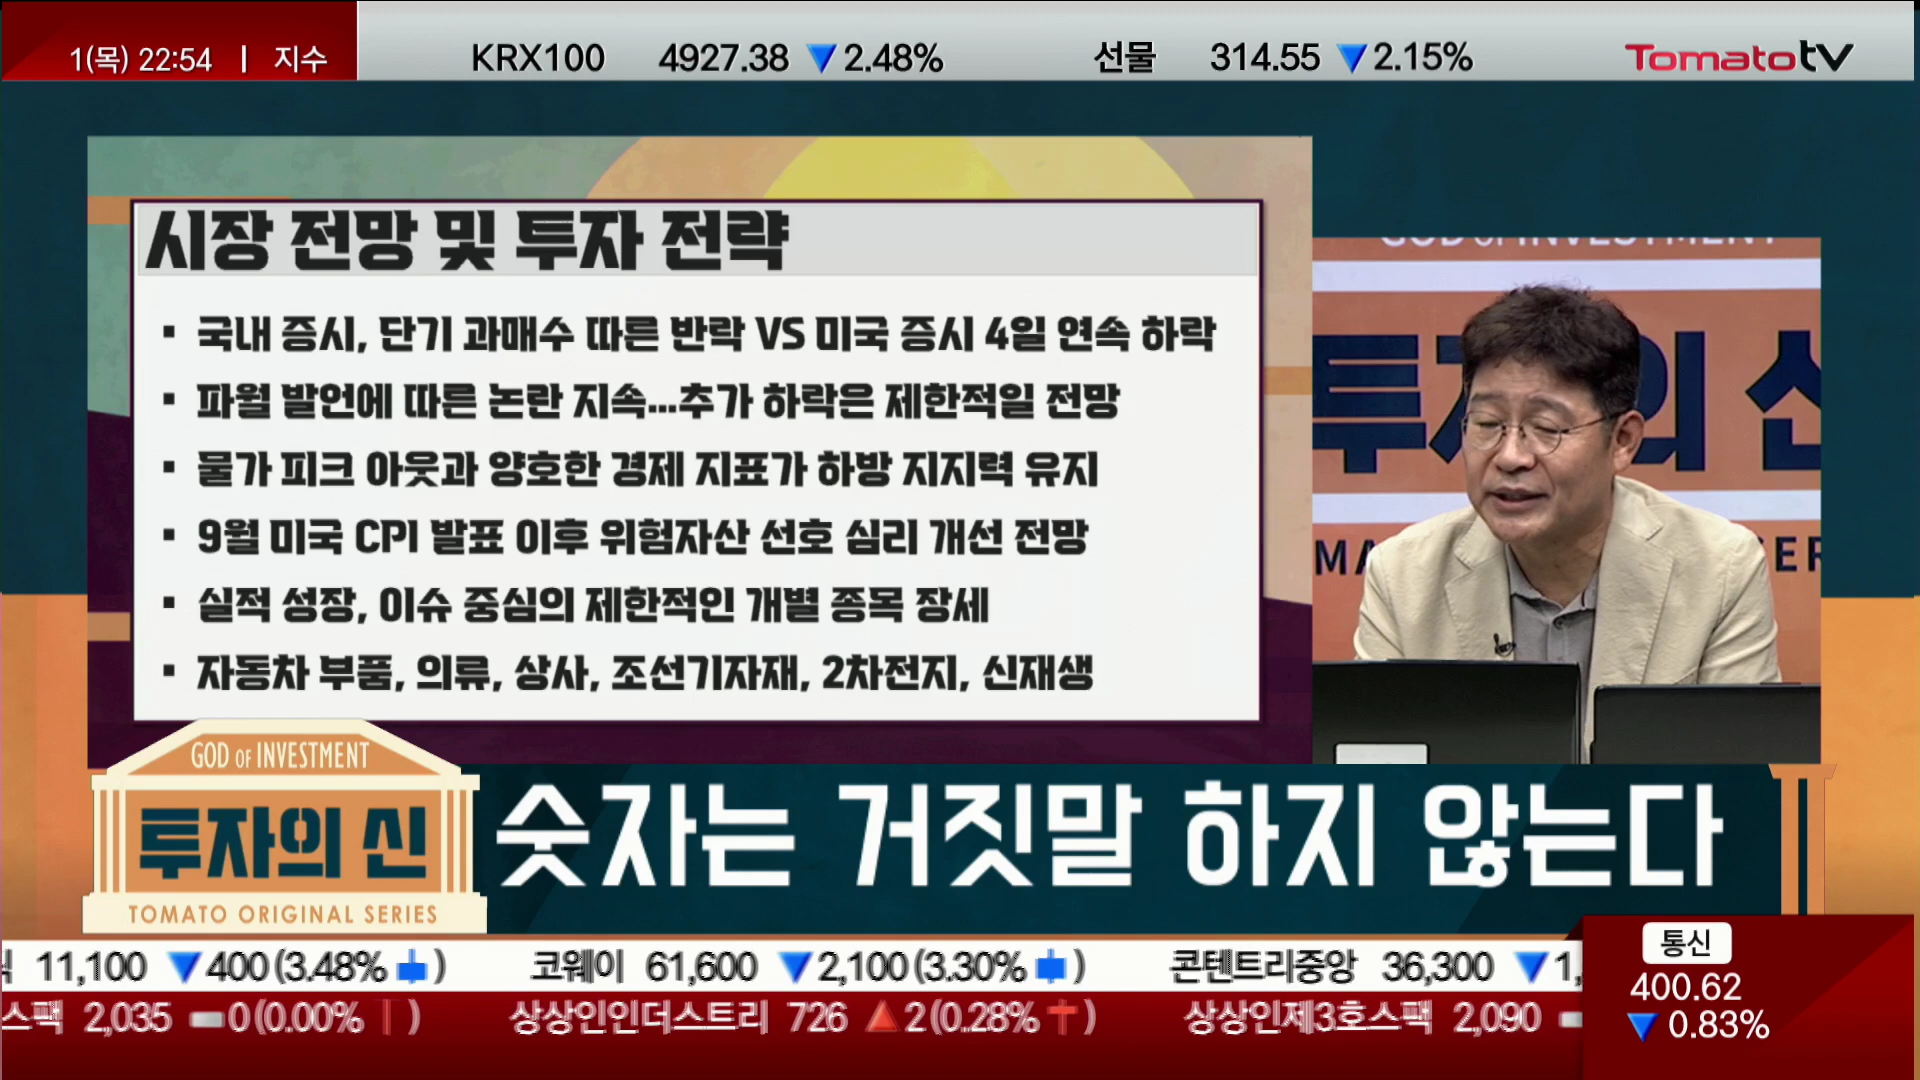 1(목) 22:54 | 지수 KRX100 4927.38 ▼2.48% 선물 314.55 ▼2.15% Tomatotv
GOD OF INVESTMENT
시장 전망 및 투자 전략
▪ 국내 증시, 단기 과매수 따른 반락 VS 미국 증시 4일 연속 하락
▪ 파월 발언에 따른 논란 지속...추가 하락은 제한적일 전망
▪ 물가 피크 아웃과 양호한 경제 지표가 하방 지지력 유지
▪ 9월 미국 CPI 발표 이후 위험자산 선호 심리 개선 전망
▪ 실적 성장, 이슈 중심의 제한적인 개별 종목 장세
▪ 자동차 부품, 의류, 상사, 조선기자재, 2차전지, 신재생
투자의 신
MA ER
GOD OF INVESTMENT
투자의 신
TOMATO ORIGINAL SERIES
숫자는 거짓말 하지 않는다
11,100 ▼400(3.48% ) 코웨이 61,600 ▼2,100(3.30% ) 콘텐트리중앙 36,300 ▼1,
스팩 2,035 0(0.00% ) 상상인인더스트리 726 ▲2(0.28% ) 상상인제3호스팩 2,090
통신
400.62
▼0.83%